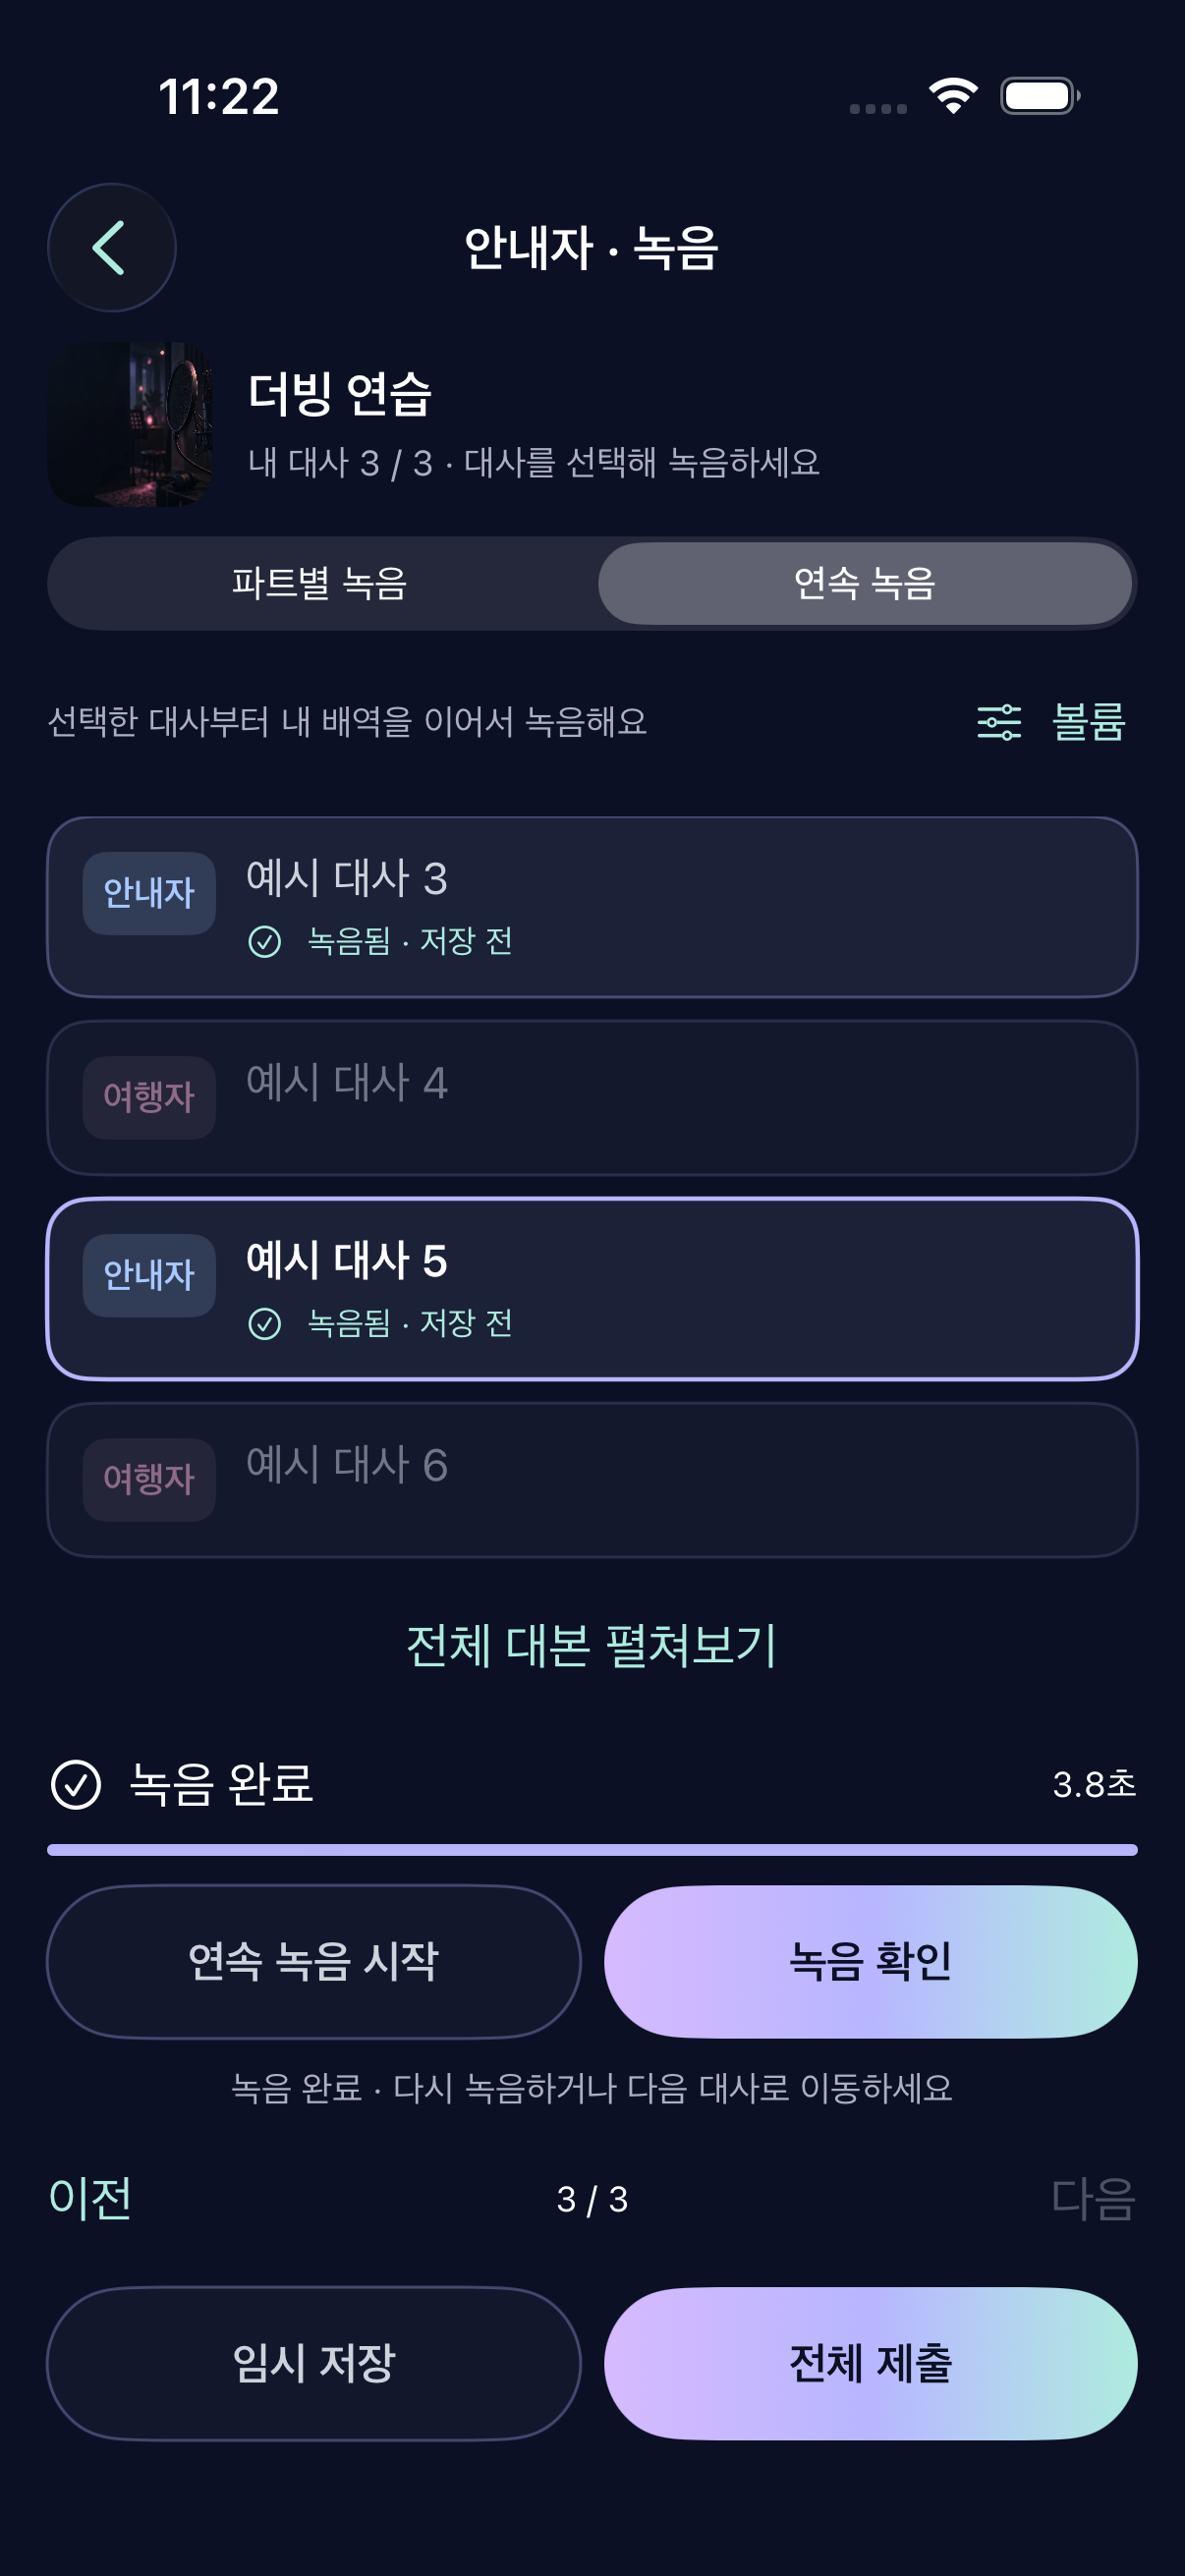 11:22
안내자 · 녹음
더빙 연습
내 대사 3 / 3 · 대사를 선택해 녹음하세요
파트별 녹음
연속 녹음
선택한 대사부터 내 배역을 이어서 녹음해요
볼륨
안내자
예시 대사 3
녹음됨 · 저장 전
여행자
예시 대사 4
안내자
예시 대사 5
녹음됨 · 저장 전
여행자
예시 대사 6
전체 대본 펼쳐보기
녹음 완료
3.8초
연속 녹음 시작
녹음 확인
녹음 완료 · 다시 녹음하거나 다음 대사로 이동하세요
이전
3 / 3
다음
임시 저장
전체 제출